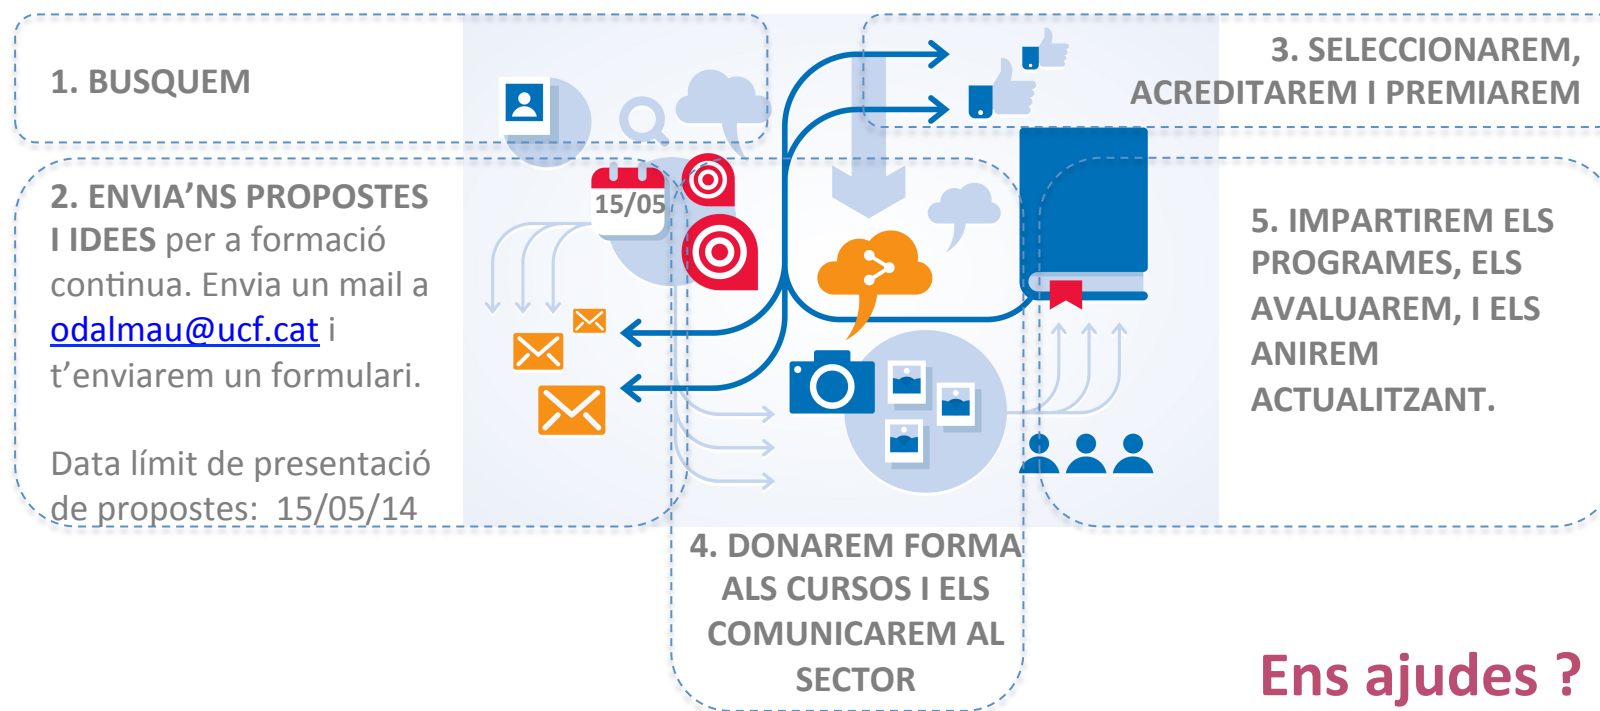 1. BUSQUEM
2. ENVIA’NS PROPOSTES
I IDEES per a formació
continua. Envia un mail a
odalmau@ucf.cat i
t’enviarem un formulari.
Data límit de presentació
de propostes: 15/05/14
15/05
3. SELECCIONAREM,
ACREDITAREM I PREMIAREM
4. DONAREM FORMA
ALS CURSOS I ELS
COMUNICAREM AL
SECTOR
5. IMPARTIREM ELS
PROGRAMES, ELS
AVALUAREM, I ELS
ANIREM
ACTUALITZANT.
Ens ajudes ?